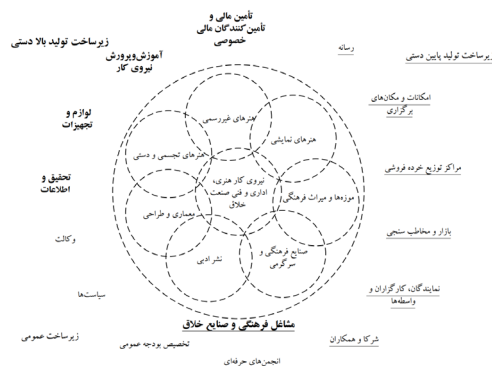 تأمین مالی و
تأمین‌کنندگان مالی
خصوصی
زیرساخت تولید بالا دستی
آموزش‌وپرورش
نیروی کار
رسانه
زیرساخت تولید پایین دستی
لوازم و
تجهیزات
امکانات و مکان‌های
برگزاری
تحقیق و
اطلاعات
مراکز توزیع خرده فروشی
وکالت
بازار و مخاطب سنجی
سیاست‌ها
نمایندگان، کارگزاران و
واسطه‌ها
زیرساخت عمومی
تخصیص بودجه عمومی
انجمن‌های حرفه‌ای
شرکا و همکاران
هنرهای غیررسمی
هنرهای نمایشی
هنرهای تجسمی و دستی
نیروی کار هنری،
اداری و فنی صنعت
خلاق
موزه‌ها و میراث فرهنگی
معماری و طراحی
نشر ادبی
صنایع فرهنگی و
سرگرمی
مشاغل فرهنگی و صنایع خلاق